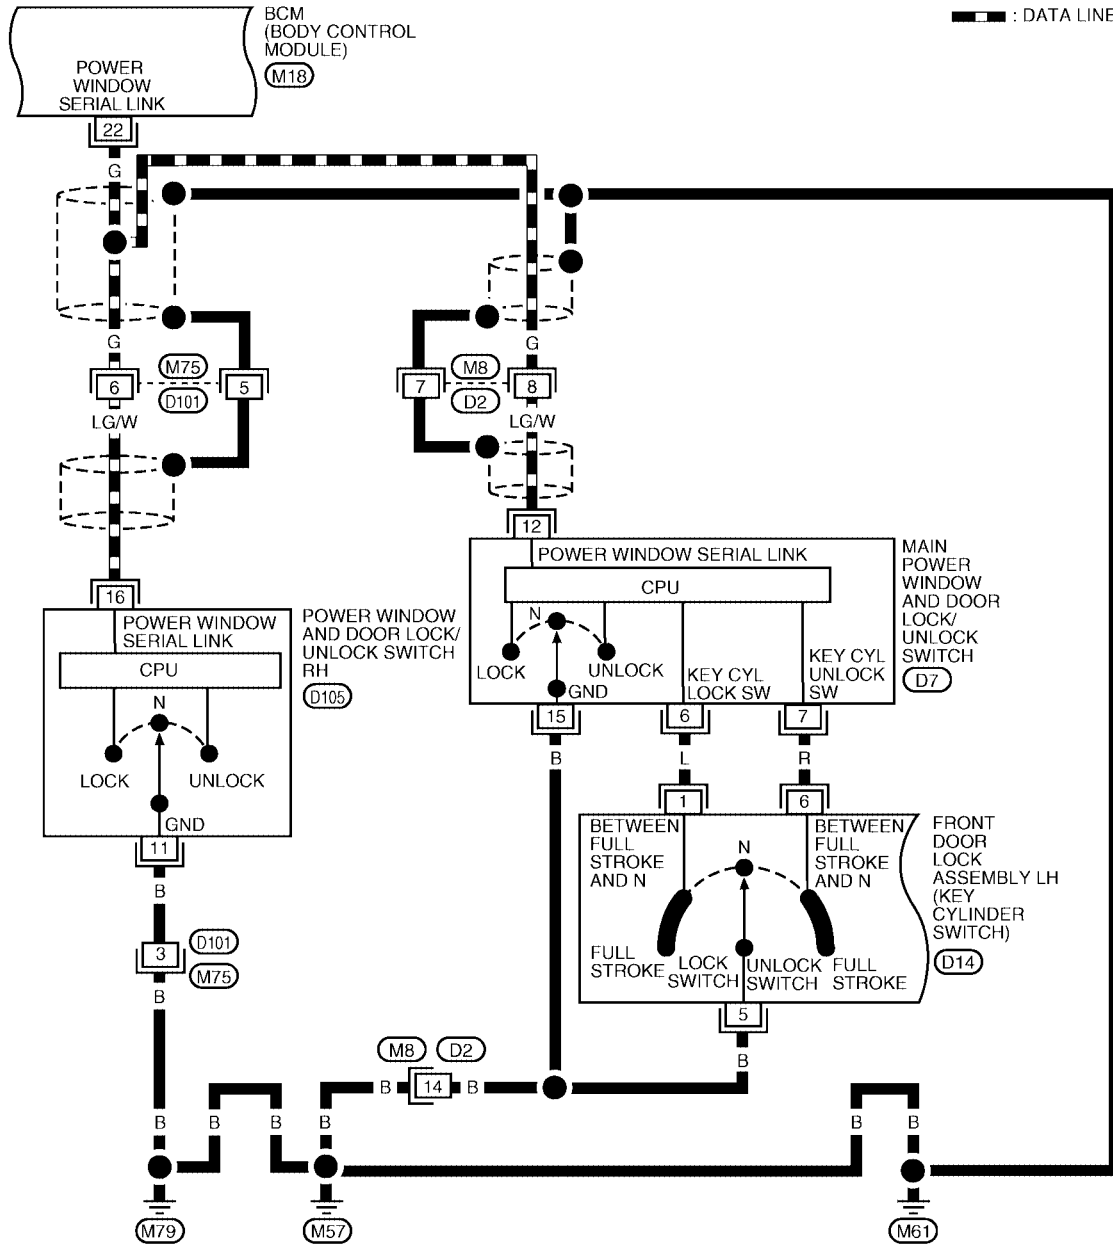 BCM
(BODY CONTROL
MODULE)
M18
: DATA LINE
POWER
WINDOW
SERIAL LINK
22
G
G
G
6
M75
D101
5
7
M8
D2
8
LG/W
LG/W
12
16
POWER WINDOW
SERIAL LINK
CPU
N
LOCK
UNLOCK
GND
11
POWER WINDOW
AND DOOR LOCK/
UNLOCK SWITCH
RH
D105
POWER WINDOW SERIAL LINK
CPU
N
LOCK
UNLOCK
GND
KEY CYL
LOCK SW
KEY CYL
UNLOCK
SW
MAIN
POWER
WINDOW
AND DOOR
LOCK/
UNLOCK
SWITCH
D7
15
6
7
B
L
R
1
6
BETWEEN
FULL
STROKE
AND N
N
BETWEEN
FULL
STROKE
AND N
FULL
STROKE
LOCK
SWITCH
UNLOCK
SWITCH
FULL
STROKE
FRONT
DOOR
LOCK
ASSEMBLY LH
(KEY
CYLINDER
SWITCH)
D14
5
B
B
3
D101
M75
B
M8
D2
B
14
B
B
B
B
B
B
B
M79
M57
M61